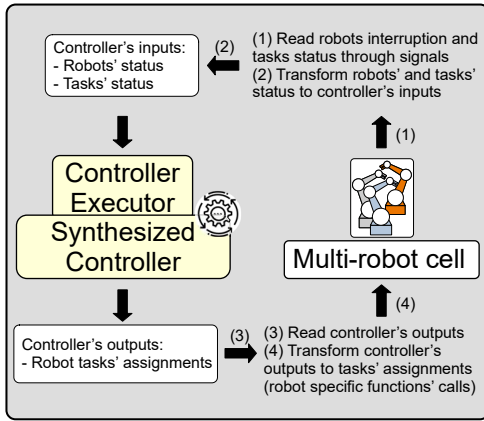 Controller's inputs:
- Robots' status
- Tasks' status
(2)
(1) Read robots interruption and
tasks status through signals
(2) Transform robots' and tasks'
status to controller's inputs
(1)
Controller
Executor
Synthesized
Controller
Multi-robot cell
(4)
Controller's outputs:
- Robot tasks' assignments
(3)
(3) Read controller's outputs
(4) Transform controller's
outputs to tasks' assignments
(robot specific functions' calls)